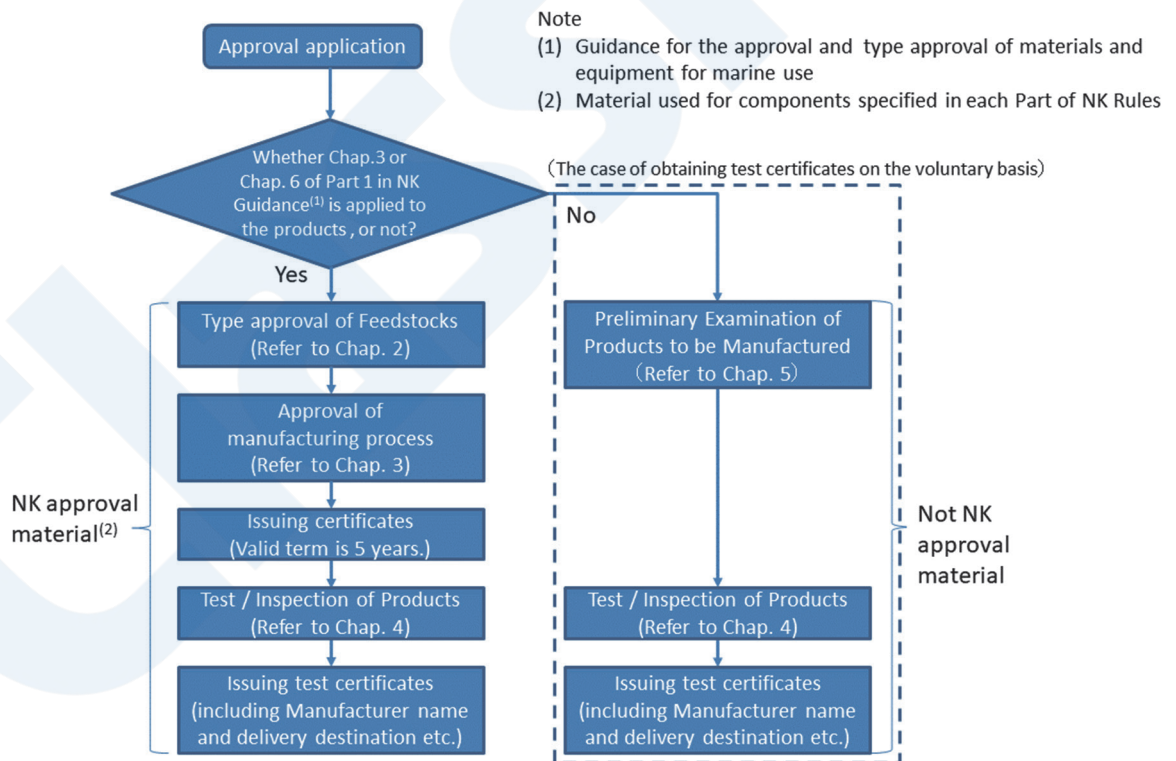 Approval application
Note
(1) Guidance for the approval and type approval of materials and
equipment for marine use
(2) Material used for components specified in each Part of NK Rules
Whether Chap.3 or
Chap. 6 of Part 1 in NK
Guidance(1) is applied to
the products , or not?
(The case of obtaining test certificates on the voluntary basis)
No
Yes
Type approval of Feedstocks
(Refer to Chap. 2)
Approval of
manufacturing process
(Refer to Chap. 3)
Issuing certificates
(Valid term is 5 years.)
Test / Inspection of Products
(Refer to Chap. 4)
Issuing test certificates
(including Manufacturer name
and delivery destination etc.)
NK approval
material(2)
Preliminary Examination of
Products to be Manufactured
（Refer to Chap. 5）
Test / Inspection of Products
(Refer to Chap. 4)
Issuing test certificates
(including Manufacturer name
and delivery destination etc.)
Not NK
approval
material